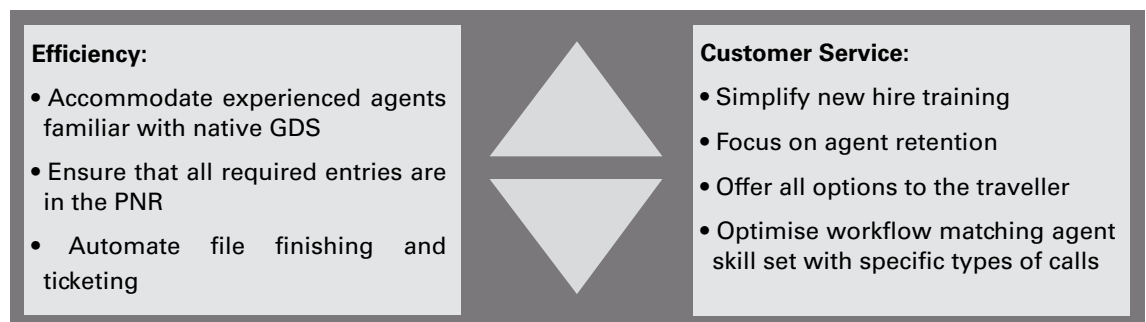 Efficiency:
• Accommodate experienced agents
familiar with native GDS
• Ensure that all required entries are
in the PNR
• Automate file finishing and
ticketing
Customer Service:
• Simplify new hire training
• Focus on agent retention
• Offer all options to the traveller
• Optimise workflow matching agent
skill set with specific types of calls